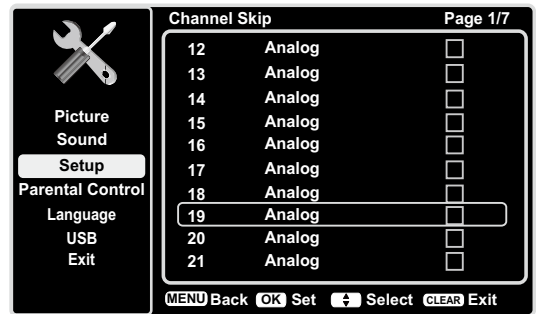 Channel Skip Page 1/7
12 Analog
13 Analog
14 Analog
15 Analog
16 Analog
17 Analog
18 Analog
19 Analog
20 Analog
21 Analog
Picture
Sound
Setup
Parental Control
Language
USB
Exit
MENU Back OK Set Select CLEAR Exit